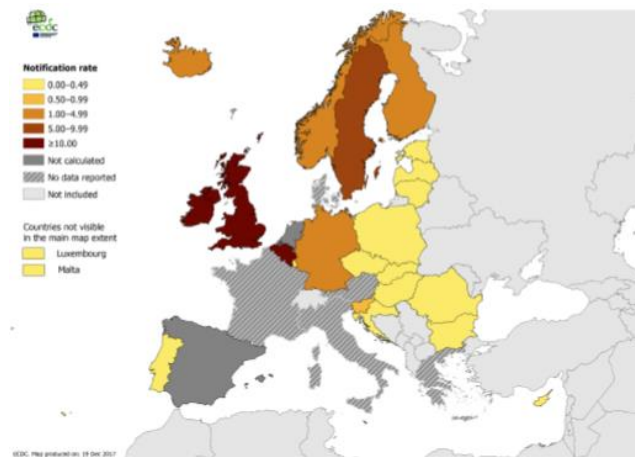 ecdc
Notification rate
0.00–0.49
0.50–0.99
1.00–4.99
5.00–9.99
≥10.00
Not calculated
No data reported
Not included
Countries not visible
in the main map extent
Luxembourg
Malta
ECDC. Map produced on: 19 Dec 2017